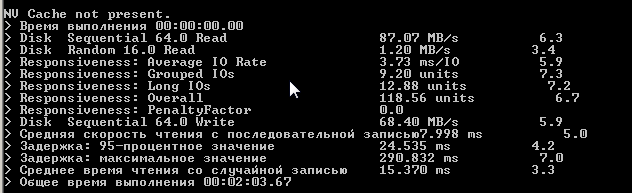 NV Cache not present.
> Время выполнения 00:00:00.00
> Disk  Sequential 64.0 Read 87.07 MB/s 6.3
> Disk  Random 16.0 Read 1.20 MB/s 3.4
> Responsiveness: Average IO Rate 3.73 ms/IO 5.9
> Responsiveness: Grouped IOs 9.20 units 7.3
> Responsiveness: Long IOs 12.88 units 7.2
> Responsiveness: Overall 118.56 units 6.7
> Responsiveness: PenaltyFactor 0.0
> Disk  Sequential 64.0 Write 68.40 MB/s 5.9
> Средняя скорость чтения с последовательной записью7.998 ms 5.0
> Задержка: 95-процентное значение 24.535 ms 4.2
> Задержка: максимальное значение 290.832 ms 7.0
> Среднее время чтения со случайной записью 15.370 ms 3.3
> Общее время выполнения 00:02:03.67